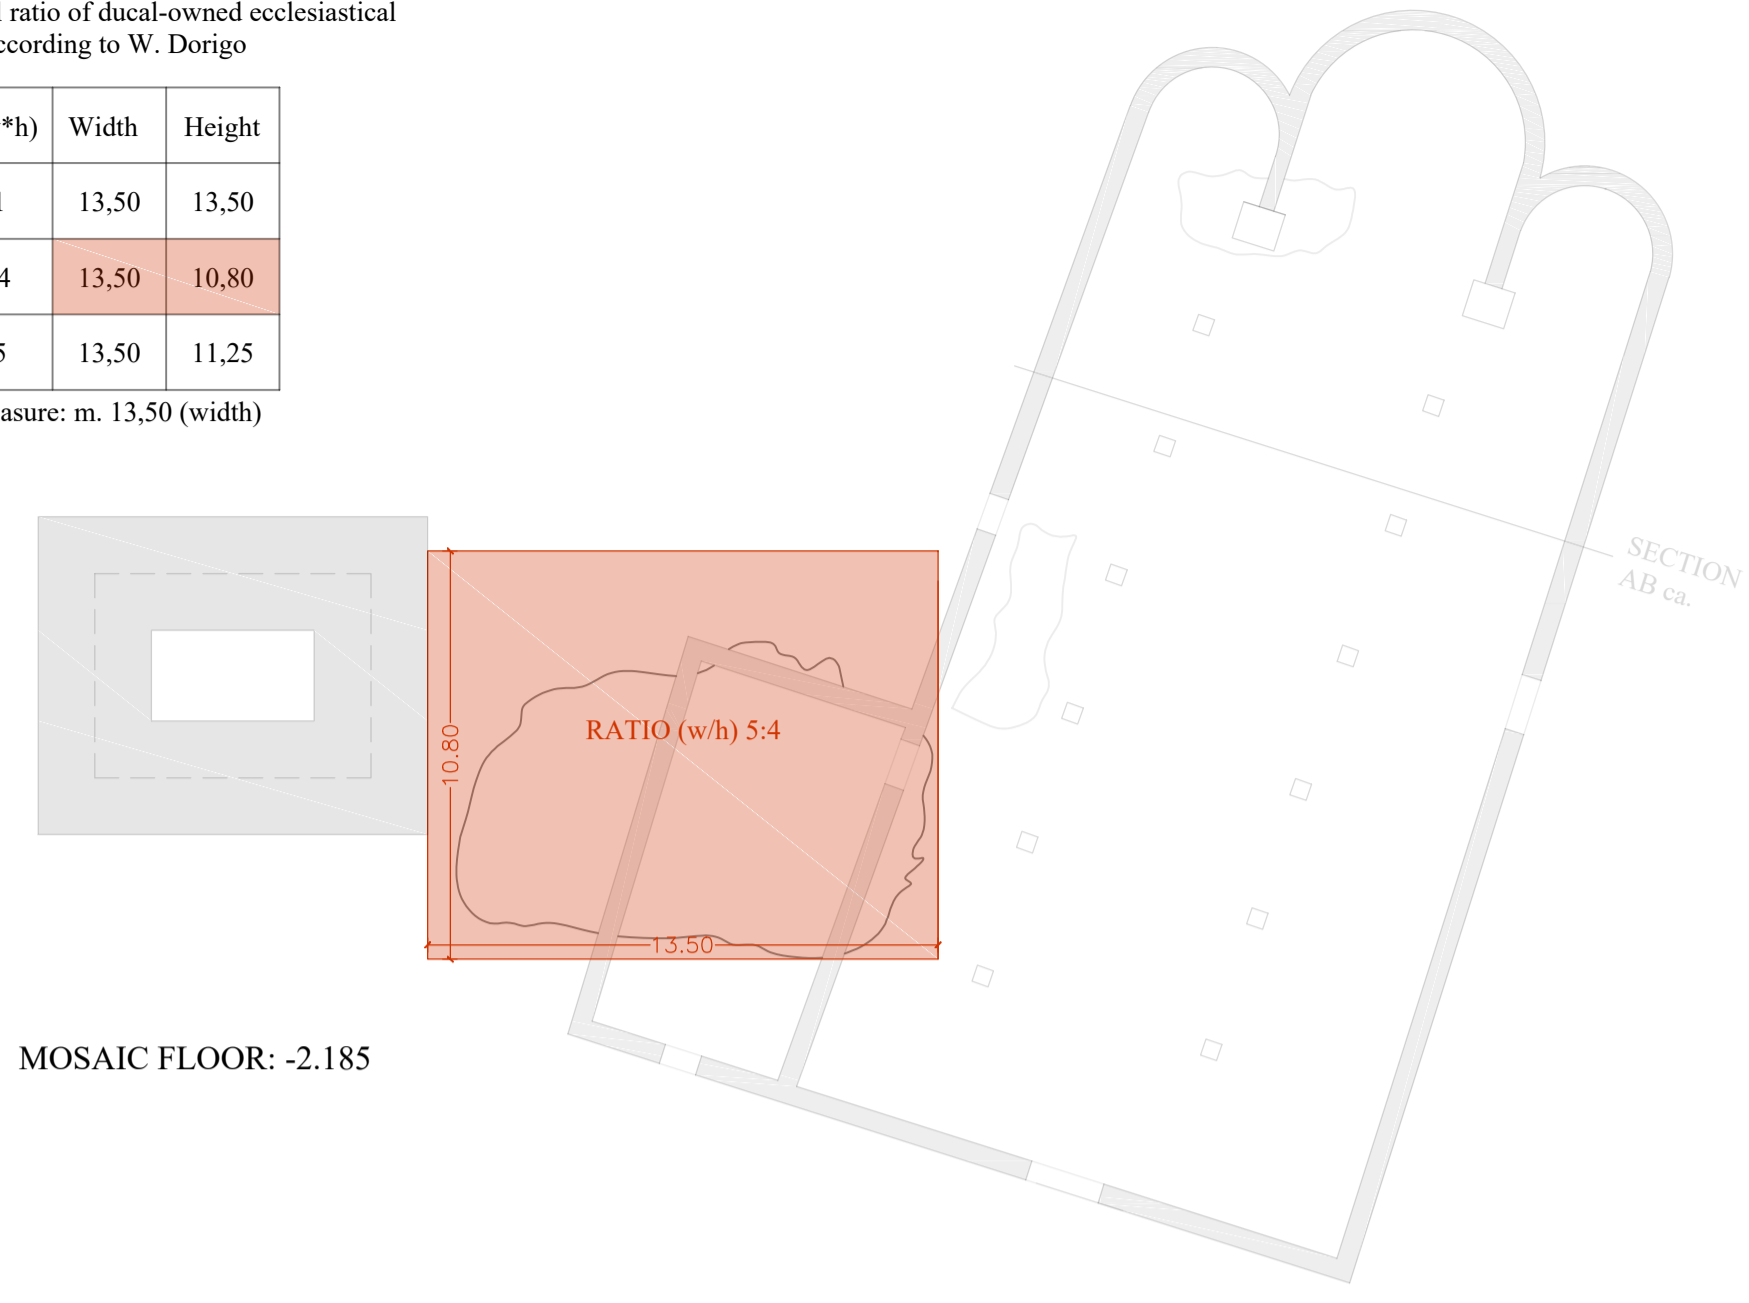 ratio of ducal-owned ecclesiastical
according to W. Dorigo
*h) Width Height
13,50 13,50
4 13,50 10,80
5 13,50 11,25
asure: m. 13,50 (width)
SECTION
AB ca.
RATIO (w/h) 5:4
10.80
13.50
MOSAIC FLOOR: -2.185